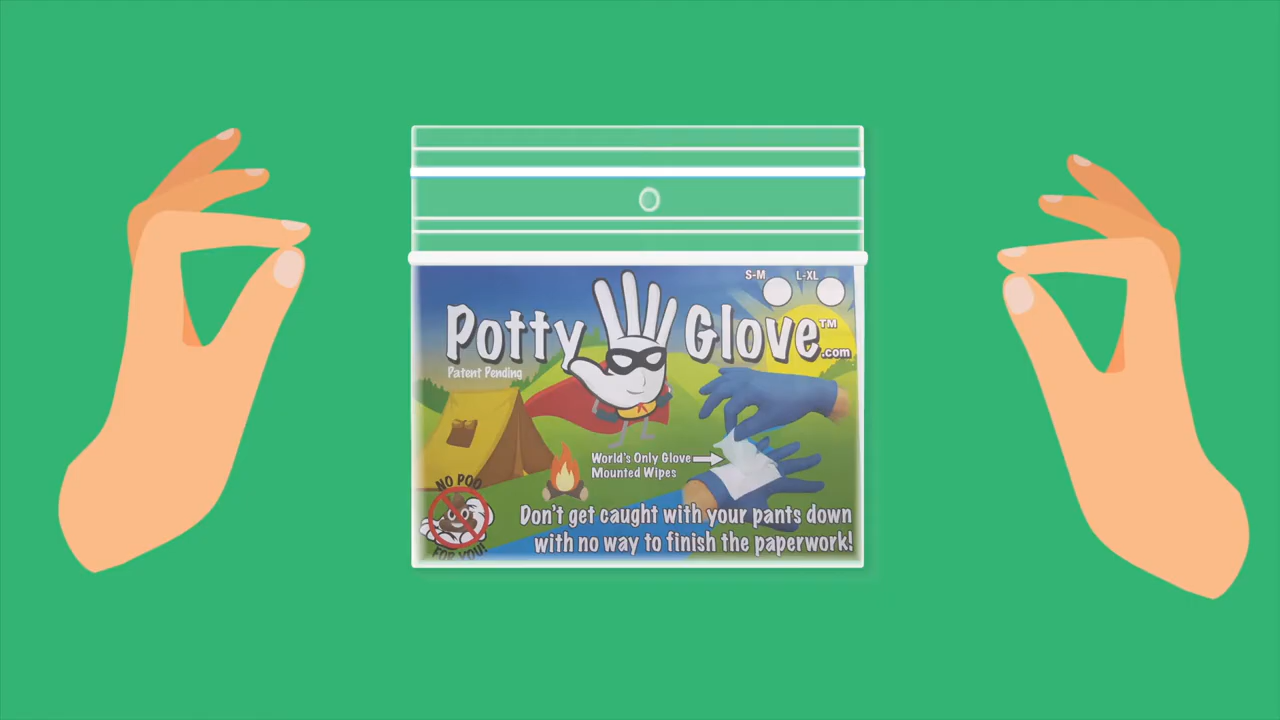 S-M L-XL
Potty Glove™
.com
Patent Pending
World's Only Glove
Mounted Wipes
NO POO
FOR YOU!
Don't get caught with your pants down
with no way to finish the paperwork!